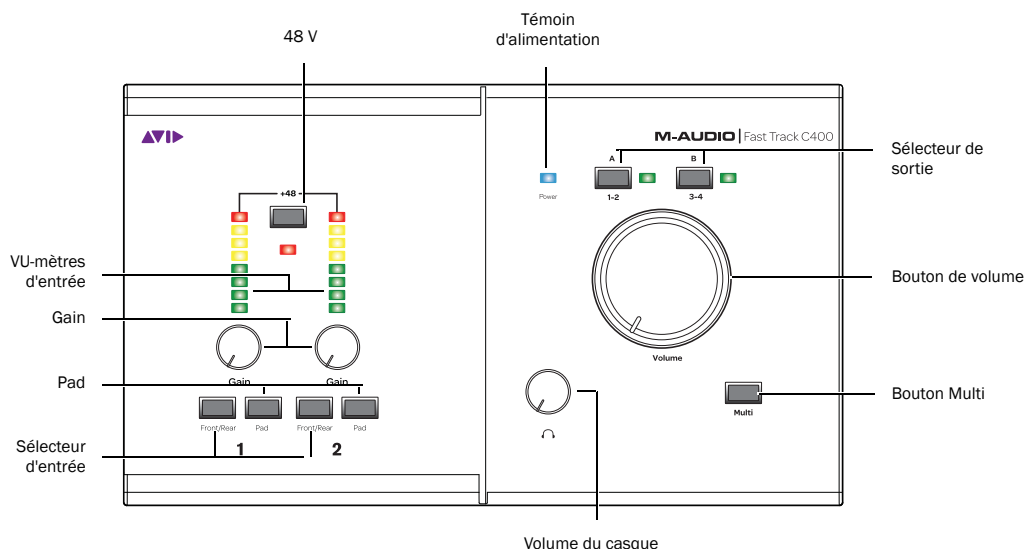 48 V
Témoin
d'alimentation
AVID
M-AUDIO | Fast Track C400
Sélecteur de
sortie
A
B
Power
1-2
3-4
+48
VU-mètres
d'entrée
Bouton de volume
Gain
Volume
Gain
Gain
Pad
Bouton Multi
Multi
Front/Rear
Pad
Front/Rear
Pad
1
2
Sélecteur
d'entrée
Volume du casque